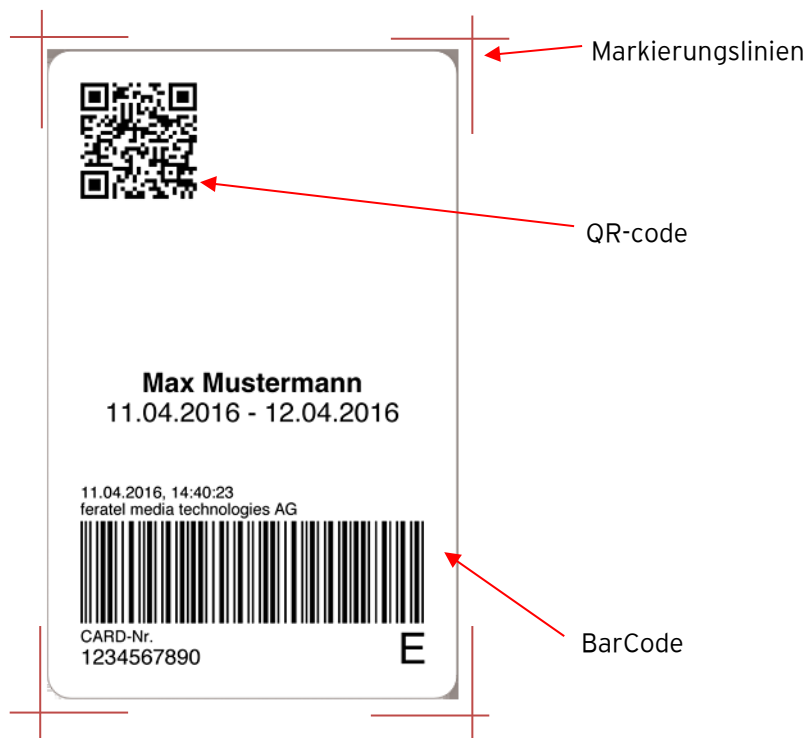 Markierungslinien
QR-code
Max Mustermann
11.04.2016 - 12.04.2016
11.04.2016, 14:40:23
feratel media technologies AG
BarCode
CARD-Nr.
1234567890
E